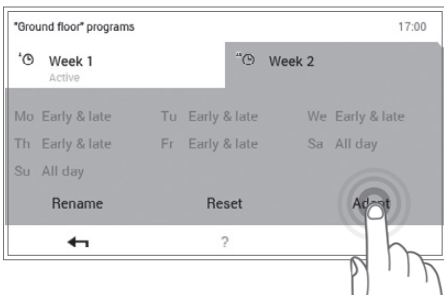 "Ground floor" programs 17:00
Week 1 Week 2
Active
Mo Early & late Tu Early & late We Early & late
Th Early & late Fr Early & late Sa All day
Su All day
Rename Reset Adapt
?